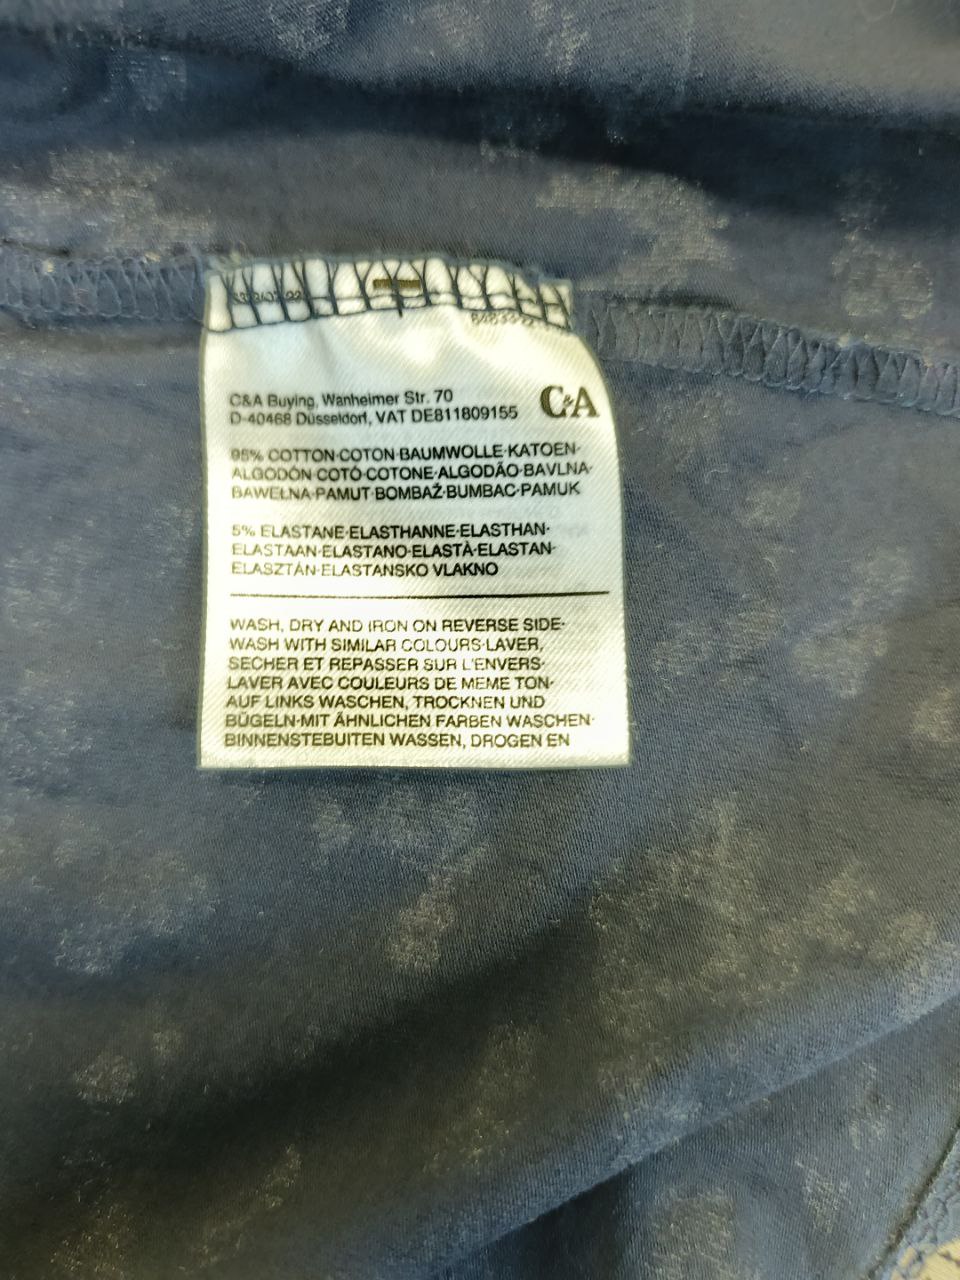 C&A Buying, Wanheimer Str. 70
D-40468 Düsseldorf, VAT DE811809155
C&A
95% COTTON·COTON·BAUMWOLLE·KATOEN·
ALGODÓN·COTÓ·COTONE·ALGODÃO·BAVLNA·
BAWEŁNA·PAMUT·BOMBAŽ·BUMBAC·PAMUK
5% ELASTANE·ELASTHANNE·ELASTHAN·
ELASTAAN·ELASTANO·ELASTÀ·ELASTAN·
ELASZTÁN·ELASTANSKO VLAKNO
WASH, DRY AND IRON ON REVERSE SIDE·
WASH WITH SIMILAR COLOURS·LAVER,
SECHER ET REPASSER SUR L'ENVERS·
LAVER AVEC COULEURS DE MEME TON·
AUF LINKS WASCHEN, TROCKNEN UND
BÜGELN·MIT ÄHNLICHEN FARBEN WASCHEN·
BINNENSTEBUITEN WASSEN, DROGEN EN